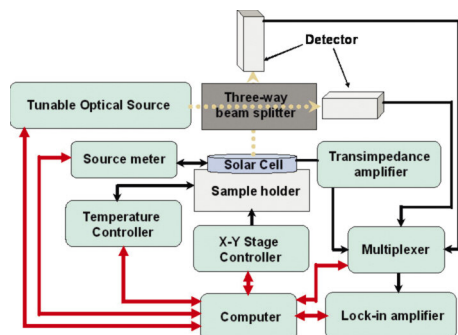 Detector
Tunable Optical Source
Three-way
beam splitter
Source meter
Solar Cell
Transimpedance
amplifier
Sample holder
Temperature
Controller
X-Y Stage
Controller
Multiplexer
Computer
Lock-in amplifier